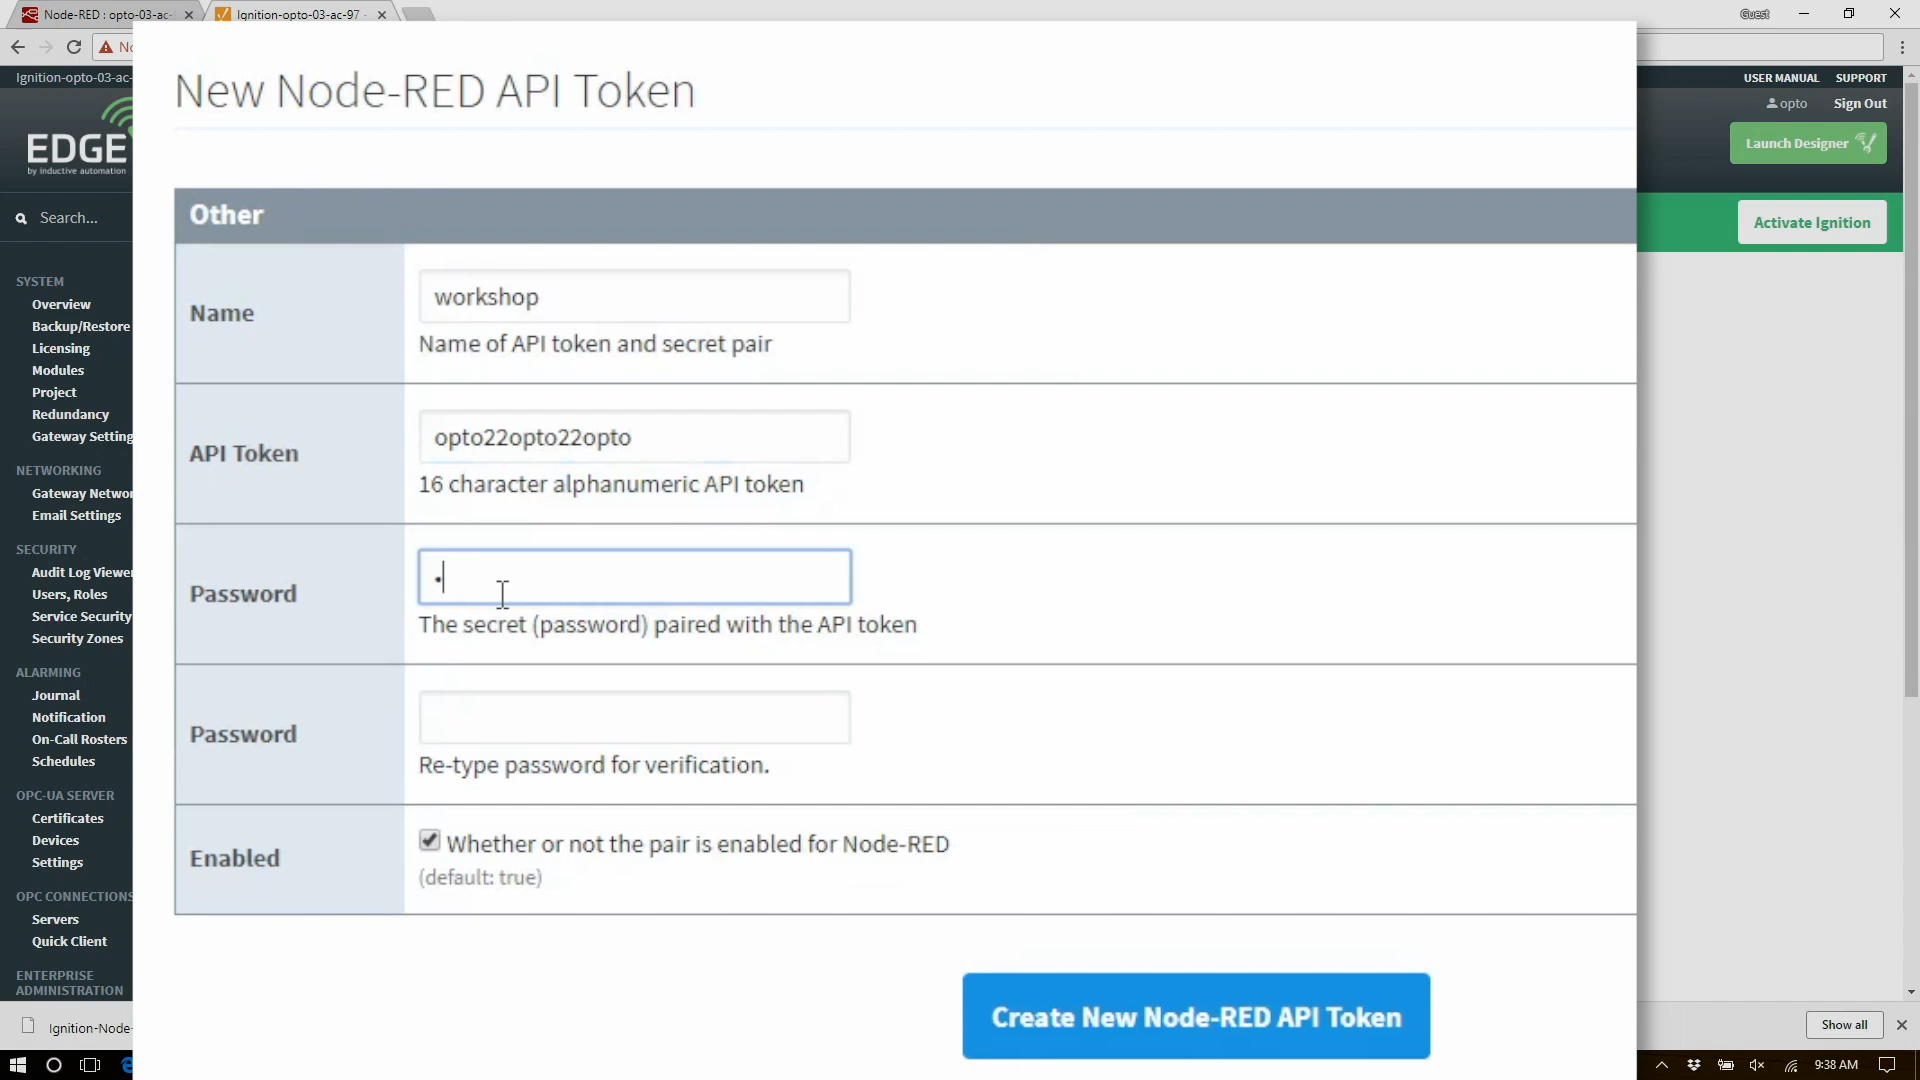 Node-RED : opto-03-ac-
Ignition-opto-03-ac-97 -
Guest
No
Ignition-opto-03-ac-
USER MANUAL SUPPORT
opto Sign Out
EDGE
by inductive automation
Launch Designer
Search...
Activate Ignition
SYSTEM
Overview
Backup/Restore
Licensing
Modules
Project
Redundancy
Gateway Setting
NETWORKING
Gateway Networ
Email Settings
SECURITY
Audit Log Viewer
Users, Roles
Service Security
Security Zones
ALARMING
Journal
Notification
On-Call Rosters
Schedules
OPC-UA SERVER
Certificates
Devices
Settings
OPC CONNECTIONS
Servers
Quick Client
ENTERPRISE
ADMINISTRATION
New Node-RED API Token
Other
Name
workshop
Name of API token and secret pair
API Token
opto22opto22opto
16 character alphanumeric API token
Password
•
The secret (password) paired with the API token
Password
Re-type password for verification.
Enabled
Whether or not the pair is enabled for Node-RED
(default: true)
Create New Node-RED API Token
Ignition-Node-
Show all
9:38 AM